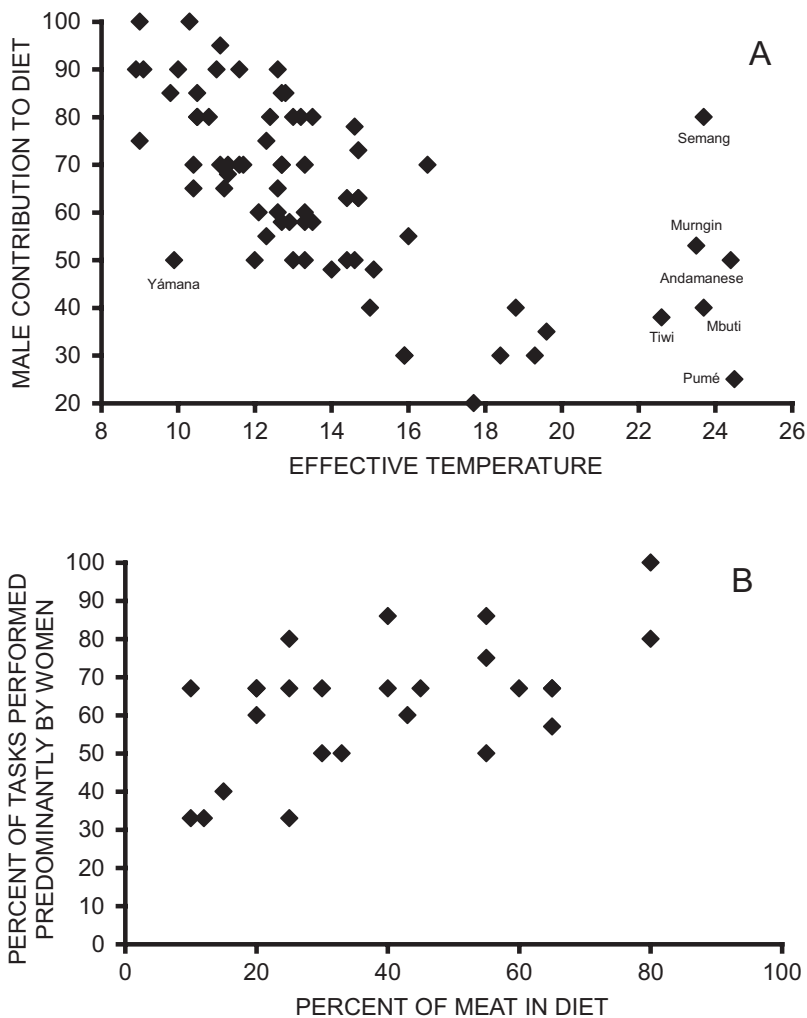 100
A
90
80
Semang
70
Murngin
60
50
Yámana
Andamanese
40
Tiwi
Mbuti
30
Pumé
20
8 10 12 14 16 18 20 22 24 26
EFFECTIVE TEMPERATURE
MALE CONTRIBUTION TO DIET
100
B
90
80
70
60
50
40
30
20
10
0
0 20 40 60 80 100
PERCENT OF MEAT IN DIET
PERCENT OF TASKS PERFORMED
PREDOMINANTLY BY WOMEN